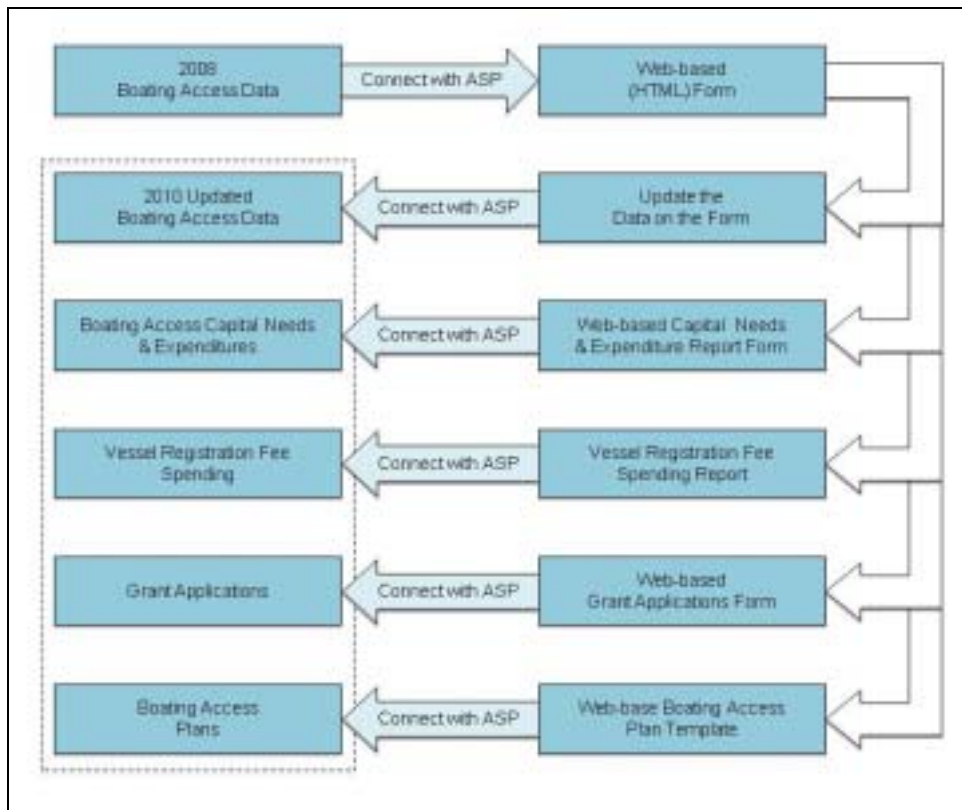 2008
Boating Access Data
Connect with ASP
Web-based
(HTML) Form
2010 Updated
Boating Access Data
Connect with ASP
Update the
Data on the Form
Boating Access Capital Needs
& Expenditures
Connect with ASP
Web-based Capital Needs
& Expenditure Report Form
Vessel Registration Fee
Spending
Connect with ASP
Vessel Registration Fee
Spending Report
Grant Applications
Connect with ASP
Web-based
Grant Applications Form
Boating Access
Plans
Connect with ASP
Web-base Boating Access
Plan Template